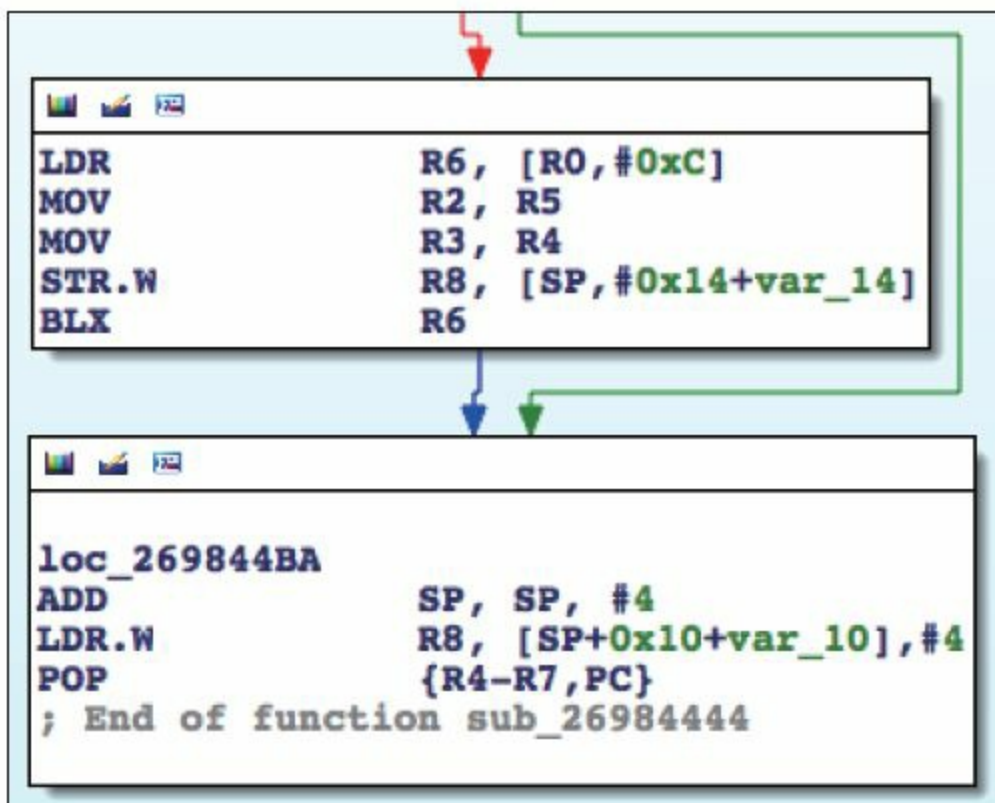 LDR R6, [R0,#0xC]
MOV R2, R5
MOV R3, R4
STR.W R8, [SP,#0x14+var_14]
BLX R6
loc_269844BA
ADD SP, SP, #4
LDR.W R8, [SP+0x10+var_10],#4
POP {R4-R7,PC}
; End of function sub_26984444